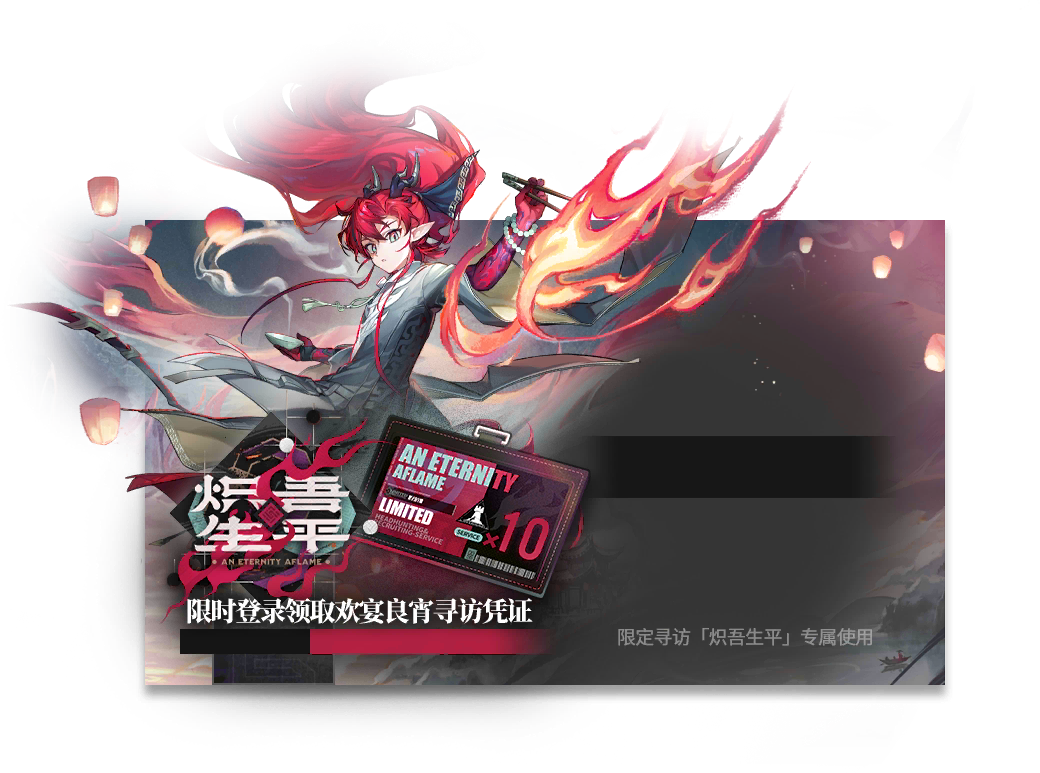 炽吾
生平
AN ETERNITY AFLAME
AN ETERNITY
AFLAME
LIMITED
HEADHUNTING&
RECRUITING-SERVICE
SERVICE
×10
限时登录领取欢宴良宵寻访凭证
限定寻访「炽吾生平」专属使用